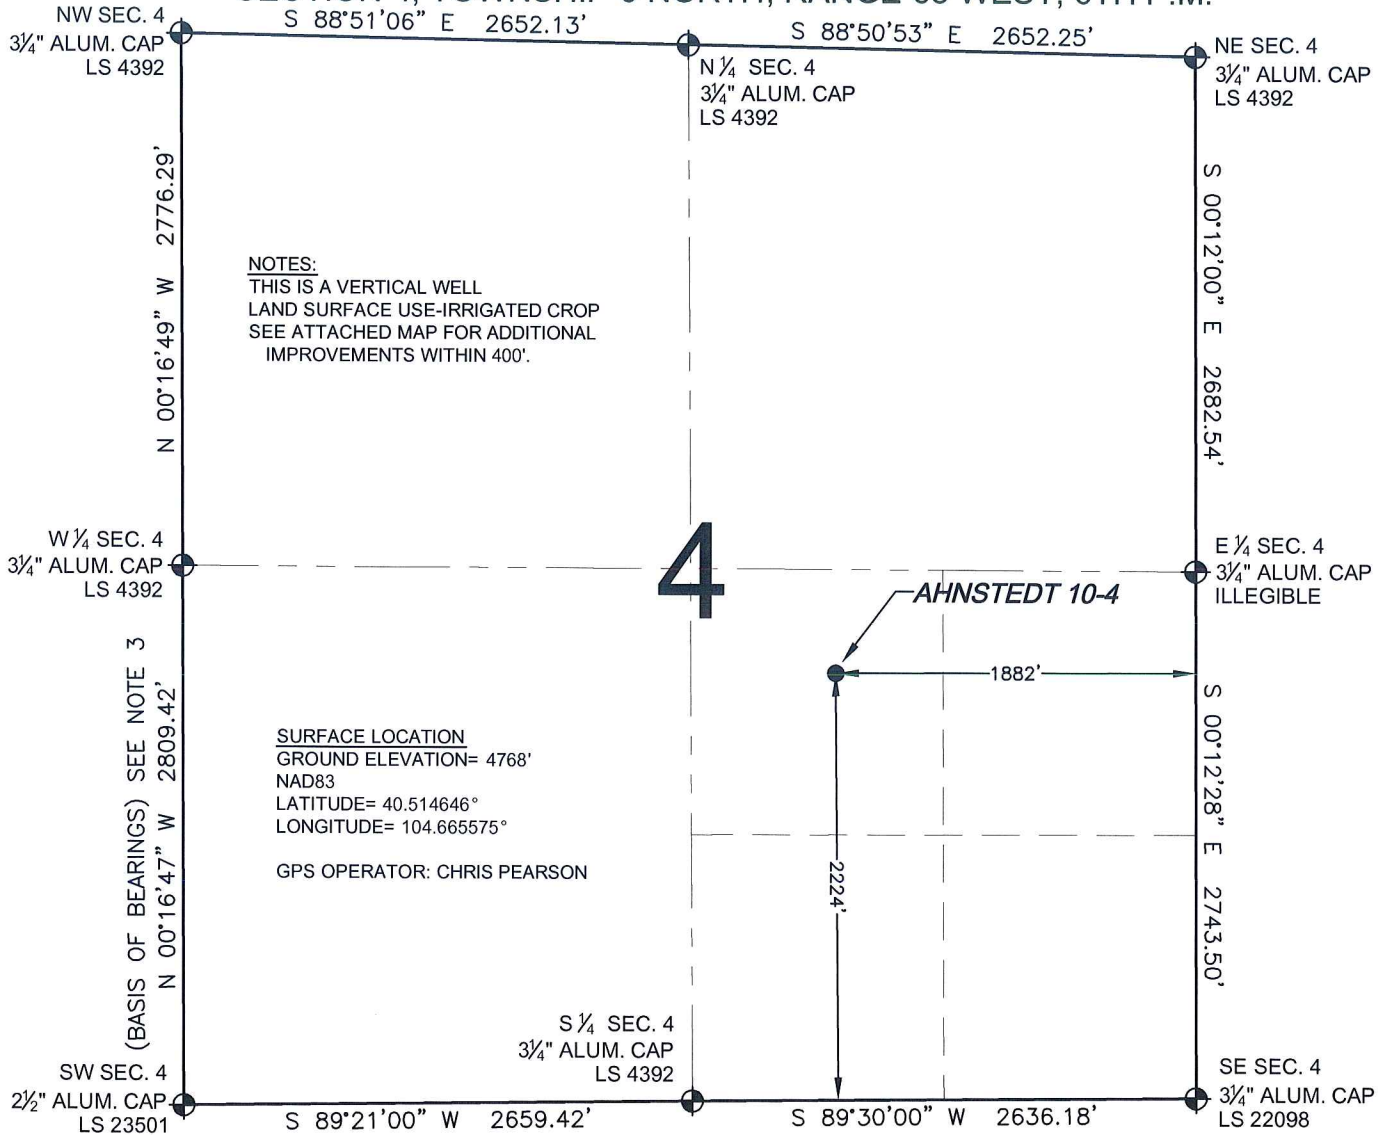 S 88°51'06" E 2652.13'
S 88°50'53" E 2652.25'
NW SEC. 4
3¼" ALUM. CAP
LS 4392
N ¼ SEC. 4
3¼" ALUM. CAP
LS 4392
NE SEC. 4
3¼" ALUM. CAP
LS 4392
N 00°16'49" W 2776.29'
S 00°12'00" E 2682.54'
NOTES:
THIS IS A VERTICAL WELL
LAND SURFACE USE-IRRIGATED CROP
SEE ATTACHED MAP FOR ADDITIONAL
IMPROVEMENTS WITHIN 400'.
W ¼ SEC. 4
3¼" ALUM. CAP
LS 4392
4
E ¼ SEC. 4
3¼" ALUM. CAP
ILLEGIBLE
AHNSTEDT 10-4
1882'
2224'
(BASIS OF BEARINGS) SEE NOTE 3
N 00°16'47" W 2809.42'
S 00°12'28" E 2743.50'
SURFACE LOCATION
GROUND ELEVATION= 4768'
NAD83
LATITUDE= 40.514646°
LONGITUDE= 104.665575°
GPS OPERATOR: CHRIS PEARSON
SW SEC. 4
2½" ALUM. CAP
LS 23501
S ¼ SEC. 4
3¼" ALUM. CAP
LS 4392
SE SEC. 4
3¼" ALUM. CAP
LS 22098
S 89°21'00" W 2659.42'
S 89°30'00" W 2636.18'